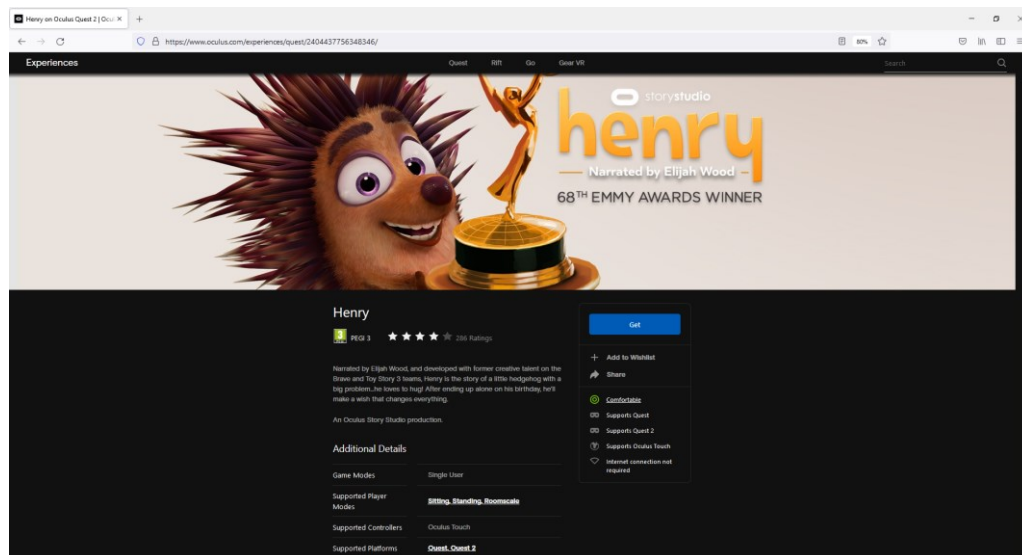 Henry on Oculus Quest 2 | Ocu
https://www.oculus.com/experiences/quest/2404437756348346/
80%
Experiences
Quest Rift Go Gear VR
Search
storystudio
henry
Narrated by Elijah Wood
68TH EMMY AWARDS WINNER
Henry
3
PEGI 3
286 Ratings
Narrated by Elijah Wood, and developed with former creative talent on the
Brave and Toy Story 3 teams, Henry is the story of a little hedgehog with a
big problem..he loves to hug! After ending up alone on his birthday, he'll
make a wish that changes everything.
An Oculus Story Studio production.
Additional Details
Game Modes Single User
Supported Player
Modes
Sitting, Standing, Roomscale
Supported Controllers Oculus Touch
Supported Platforms Quest, Quest 2
Get
Add to Wishlist
Share
Comfortable
Supports Quest
Supports Quest 2
Supports Oculus Touch
Internet connection not
required